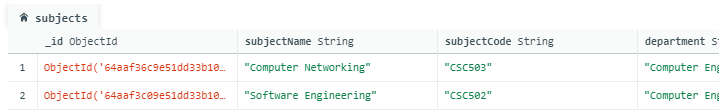 subjects
_id ObjectId subjectName String subjectCode String department St
1 ObjectId('64aaf36c9e51dd33b10… "Computer Networking" "CSC503" "Computer Eng
2 ObjectId('64aaf3c09e51dd33b10… "Software Engineering" "CSC502" "Computer Eng